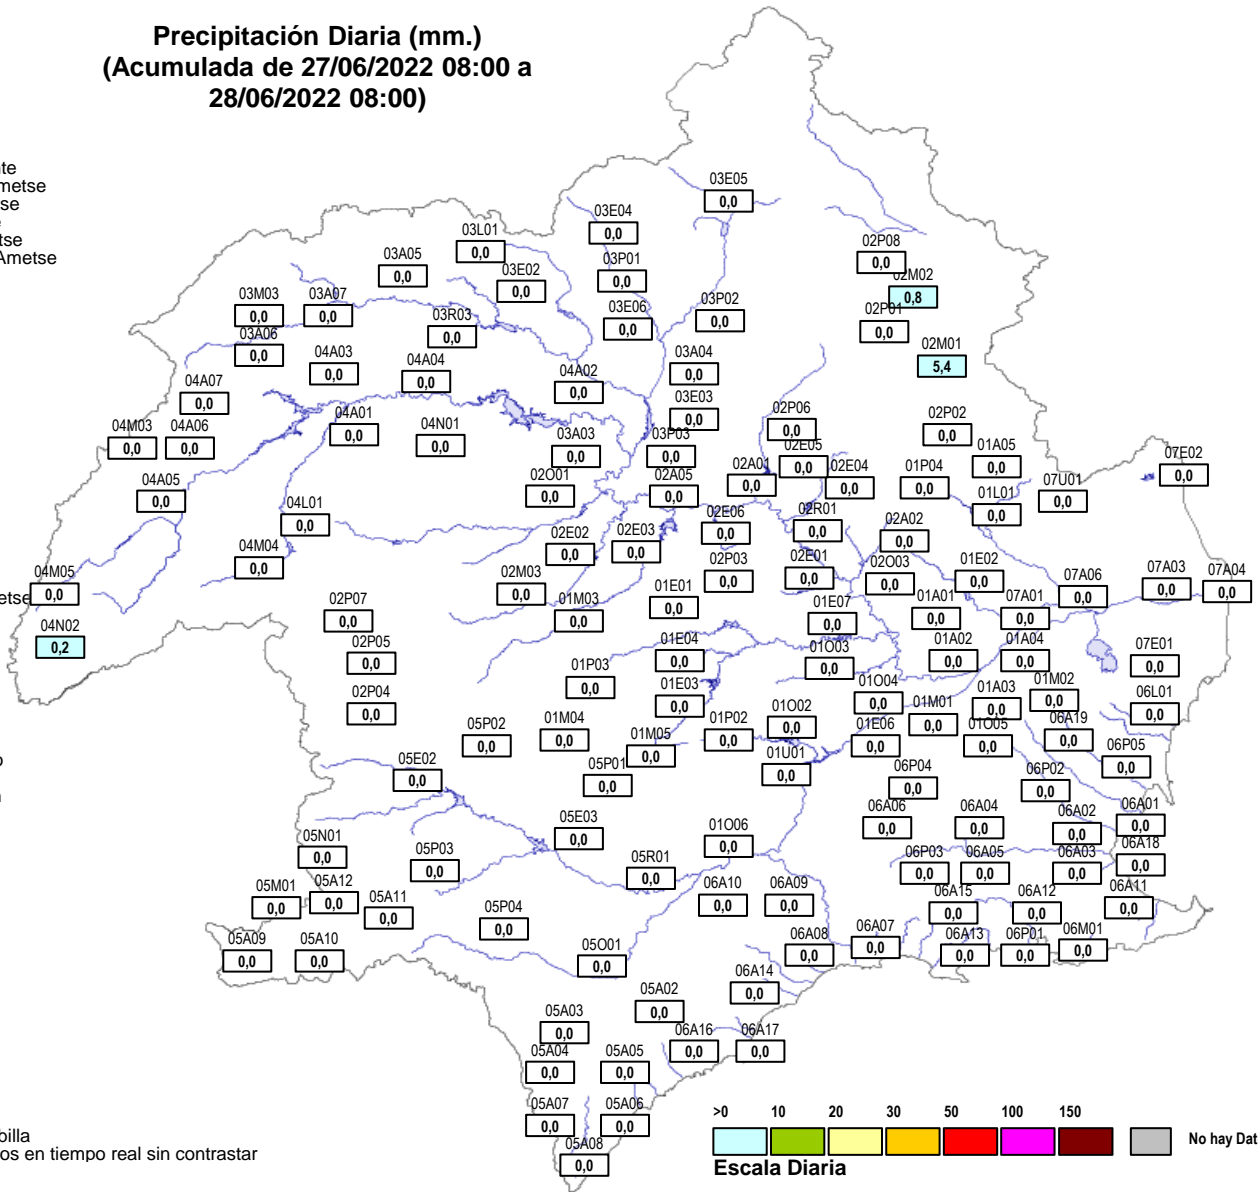 Precipitación Diaria (mm.)
(Acumulada de 27/06/2022 08:00 a
28/06/2022 08:00)
nte
metse
se
e
tse
Ametse
03E05
0,0
03E04
0,0
03L01
0,0
03A05
0,0
03E02
0,0
03P01
0,0
02P08
0,0
02M02
0,8
03M03
0,0
03A07
0,0
03R03
0,0
03E06
0,0
03P02
0,0
02P01
0,0
03A06
0,0
04A03
0,0
04A04
0,0
04A02
0,0
03A04
0,0
02M01
5,4
04A07
0,0
03E03
0,0
04M03
0,0
04A06
0,0
04A01
0,0
04N01
0,0
03A03
0,0
03P03
0,0
02P06
0,0
02P02
0,0
02E05
0,0
01A05
0,0
07E02
0,0
04A05
0,0
02O01
0,0
02A05
0,0
02A01
0,0
02E04
0,0
01P04
0,0
07U01
0,0
01L01
0,0
04L01
0,0
02E06
0,0
02R01
0,0
02A02
0,0
04M04
0,0
02E02
0,0
02E03
0,0
04M05
0,0
etse
02M03
0,0
02P03
0,0
02E01
0,0
02O03
0,0
01E02
0,0
07A06
0,0
07A03
0,0
07A04
0,0
02P07
0,0
01M03
0,0
01E01
0,0
01E07
0,0
01A01
0,0
07A01
0,0
04N02
0,2
02P05
0,0
01E04
0,0
01O03
0,0
01A02
0,0
01A04
0,0
07E01
0,0
01P03
0,0
02P04
0,0
01E03
0,0
01O04
0,0
01A03
0,0
01M02
0,0
06L01
0,0
05P02
0,0
01M04
0,0
01M05
0,0
01P02
0,0
01O02
0,0
01E06
0,0
01M01
0,0
01O05
0,0
06A19
0,0
06P05
0,0
05E02
0,0
05P01
0,0
01U01
0,0
06P04
0,0
06P02
0,0
05E03
0,0
06A06
0,0
06A04
0,0
06A02
0,0
06A01
0,0
05N01
0,0
05P03
0,0
05R01
0,0
01O06
0,0
06P03
0,0
06A05
0,0
06A03
0,0
06A18
0,0
05M01
0,0
05A12
0,0
05A11
0,0
06A10
0,0
06A09
0,0
06A15
0,0
06A12
0,0
06A11
0,0
05P04
0,0
05A09
0,0
05A10
0,0
05O01
0,0
06A08
0,0
06A07
0,0
06A13
0,0
06P01
0,0
06M01
0,0
06A14
0,0
05A02
0,0
05A03
0,0
06A16
0,0
06A17
0,0
05A04
0,0
05A05
0,0
05A07
0,0
05A06
0,0
05A08
0,0
billa
os en tiempo real sin contrastar
>0 10 20 30 50 100 150
No hay Dat
Escala Diaria